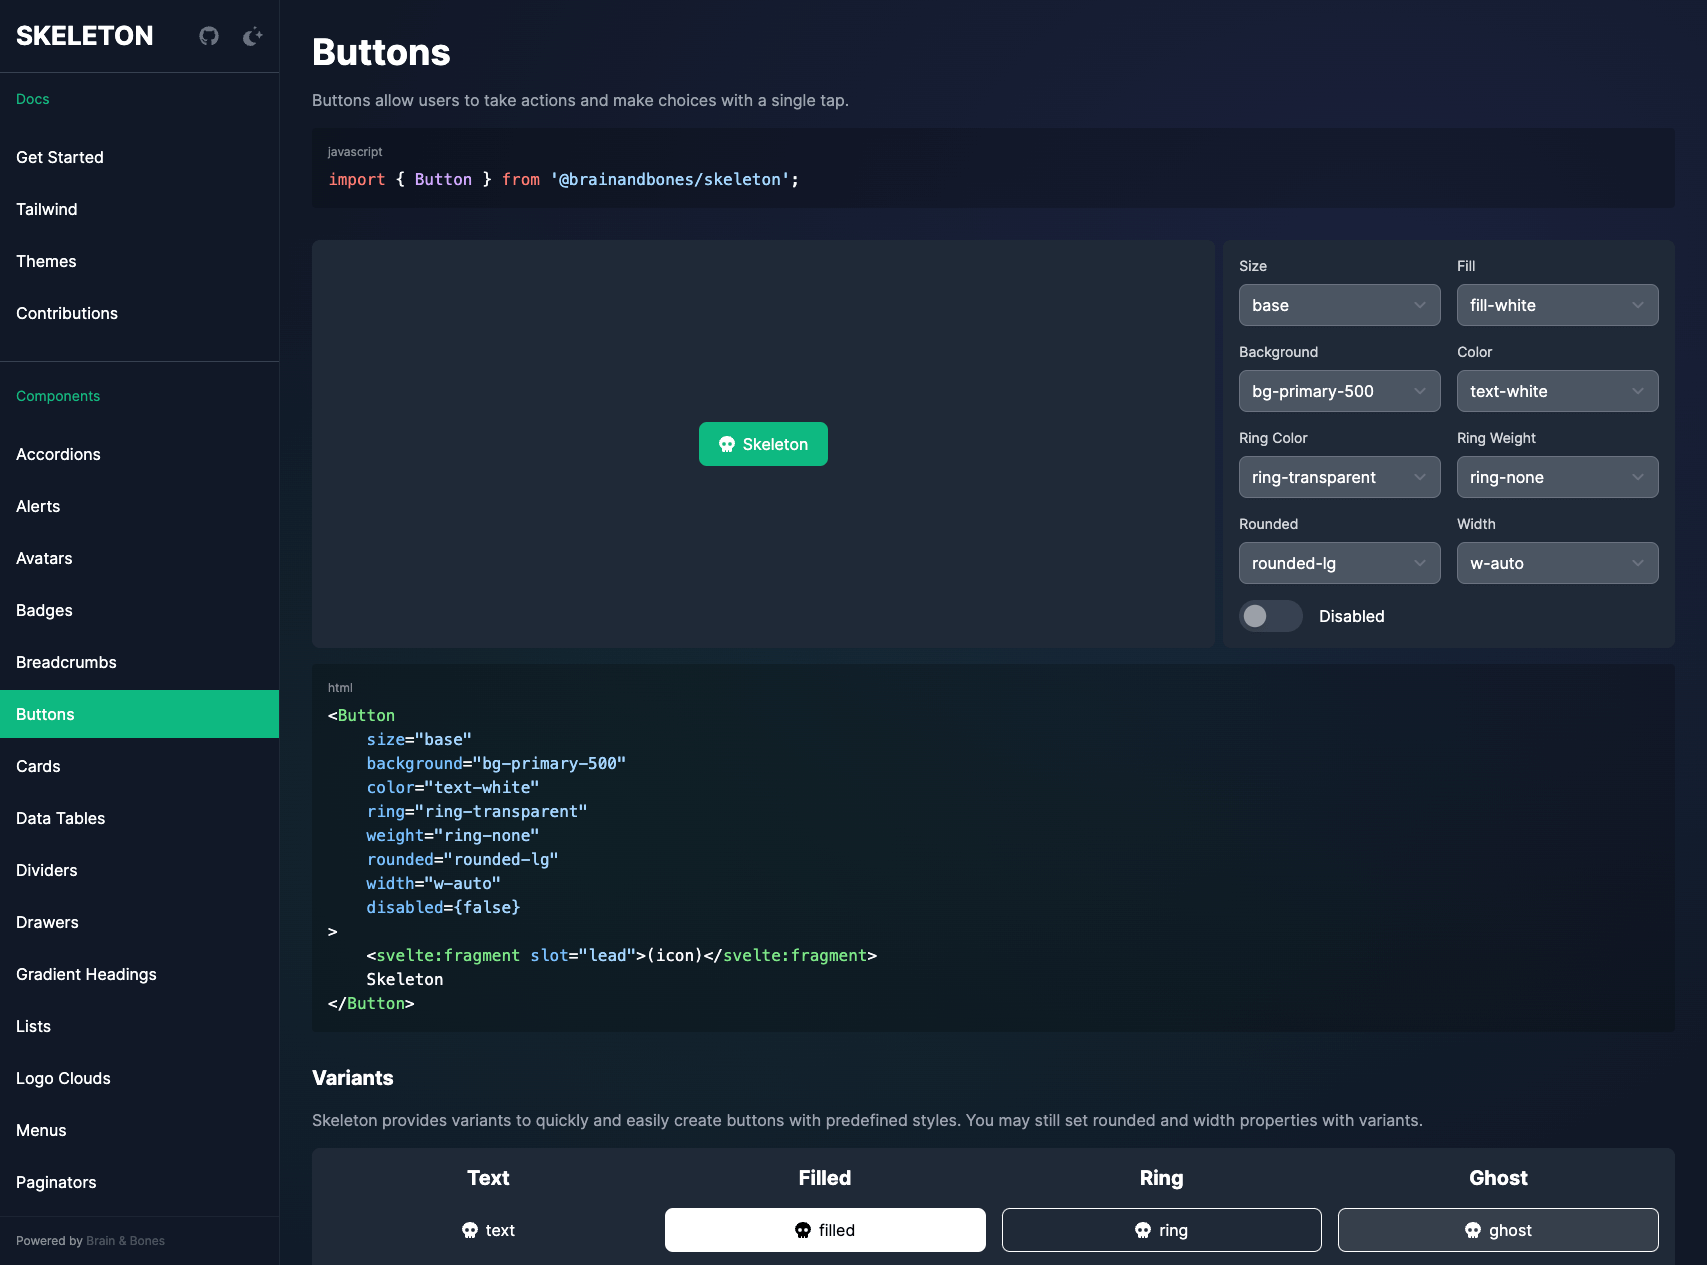 SKELETON
Docs
Get Started
Tailwind
Themes
Contributions
Components
Accordions
Alerts
Avatars
Badges
Breadcrumbs
Buttons
Cards
Data Tables
Dividers
Drawers
Gradient Headings
Lists
Logo Clouds
Menus
Paginators
Powered by Brain & Bones
Buttons
Buttons allow users to take actions and make choices with a single tap.
javascript
import { Button } from '@brainandbones/skeleton';
Skeleton
Size
Fill
base
fill-white
Background
Color
bg-primary-500
text-white
Ring Color
Ring Weight
ring-transparent
ring-none
Rounded
Width
rounded-lg
w-auto
Disabled
html
<Button
    size="base"
    background="bg-primary-500"
    color="text-white"
    ring="ring-transparent"
    weight="ring-none"
    rounded="rounded-lg"
    width="w-auto"
    disabled={false}
>
    <svelte:fragment slot="lead">(icon)</svelte:fragment>
    Skeleton
</Button>
Variants
Skeleton provides variants to quickly and easily create buttons with predefined styles. You may still set rounded and width properties with variants.
Text
Filled
Ring
Ghost
text
filled
ring
ghost